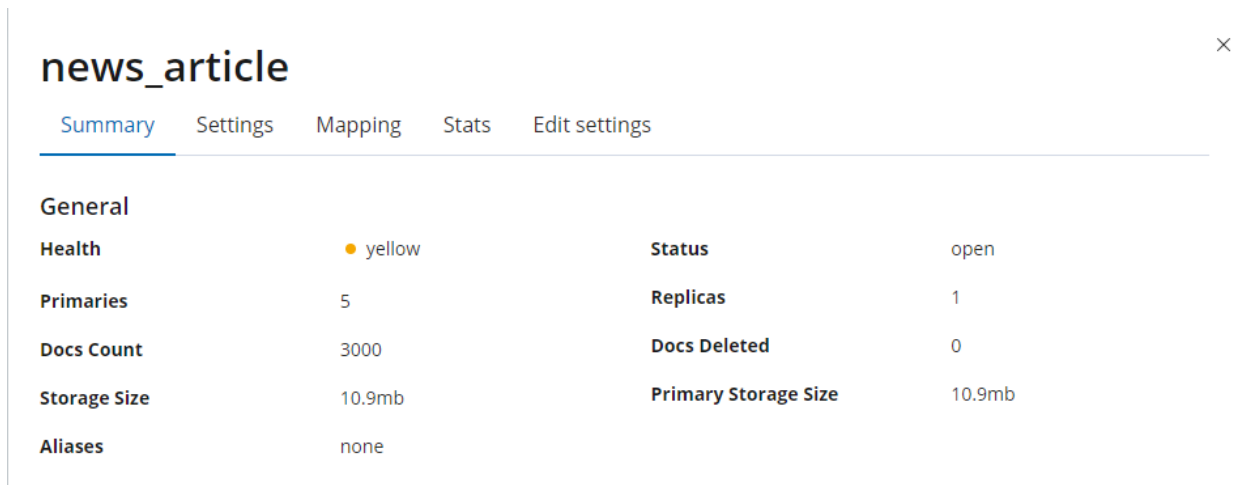 news_article
Summary Settings Mapping Stats Edit settings
General
Health yellow Status open
Primaries 5 Replicas 1
Docs Count 3000 Docs Deleted 0
Storage Size 10.9mb Primary Storage Size 10.9mb
Aliases none